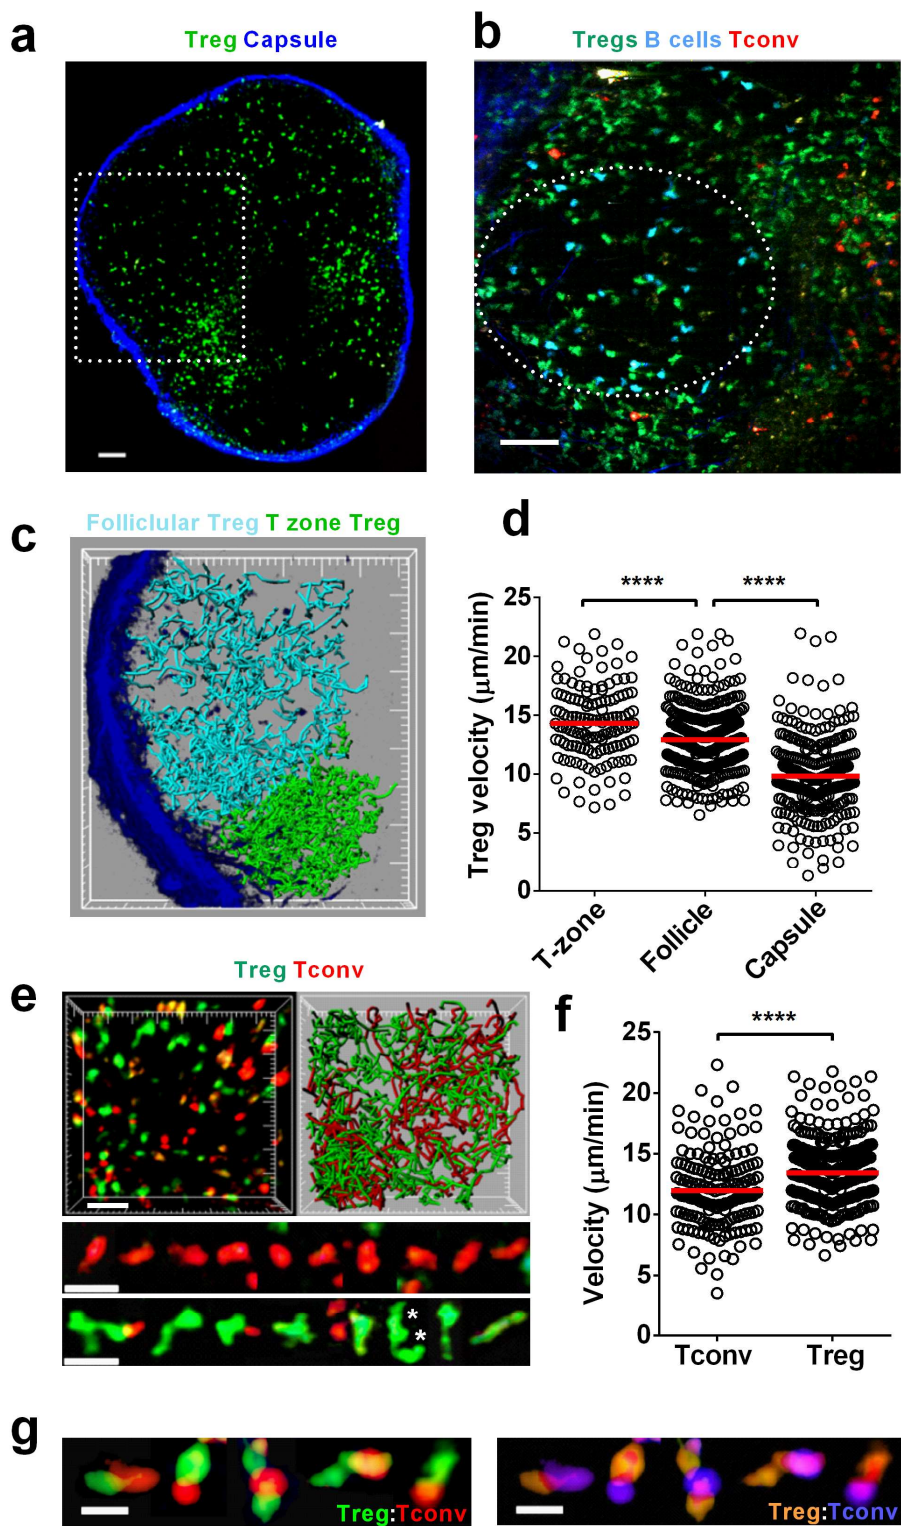 a
Treg Capsule
b
Tregs B cells Tconv
c
Folliclular Treg T zone Treg
d
**** ****
Treg velocity (μm/min)
25
20
15
10
5
0
T-zone
Follicle
Capsule
e
Treg Tconv
*
*
f
****
Velocity (μm/min)
25
20
15
10
5
0
Tconv Treg
g
Treg:Tconv
Treg:Tconv